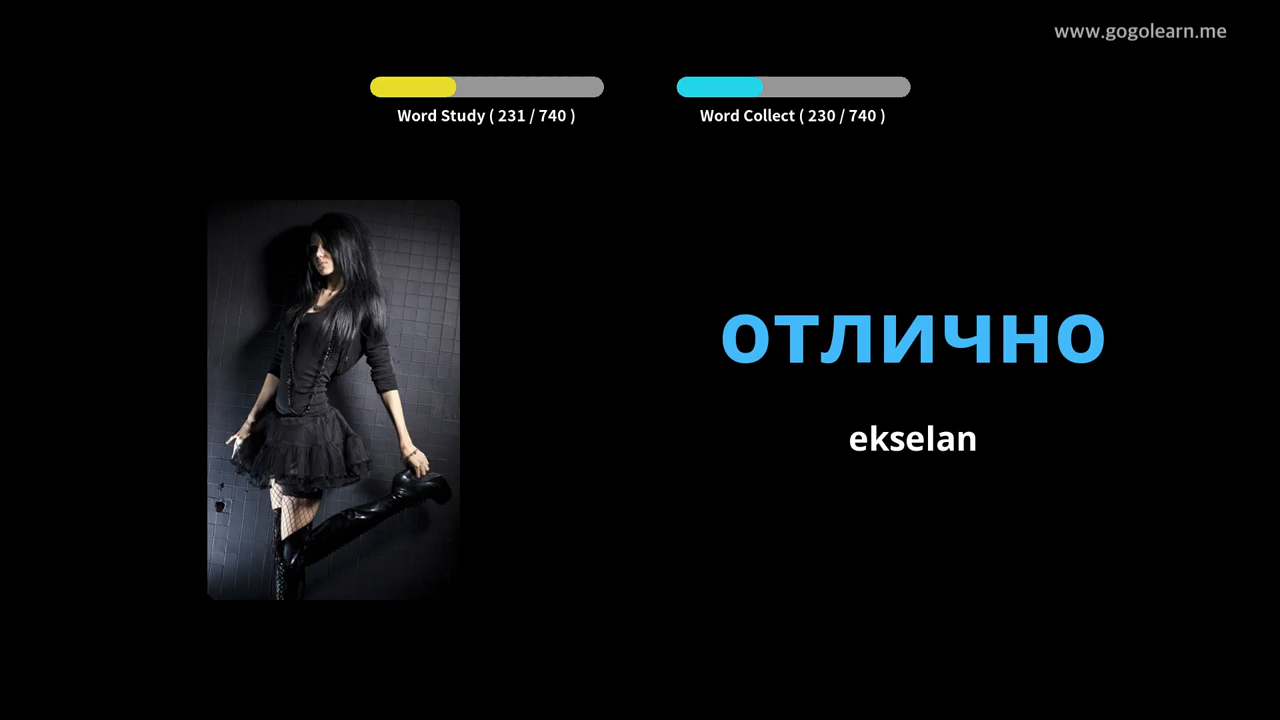 www.gogolearn.me
Word Study ( 231 / 740 )
Word Collect ( 230 / 740 )
отлично
ekselan